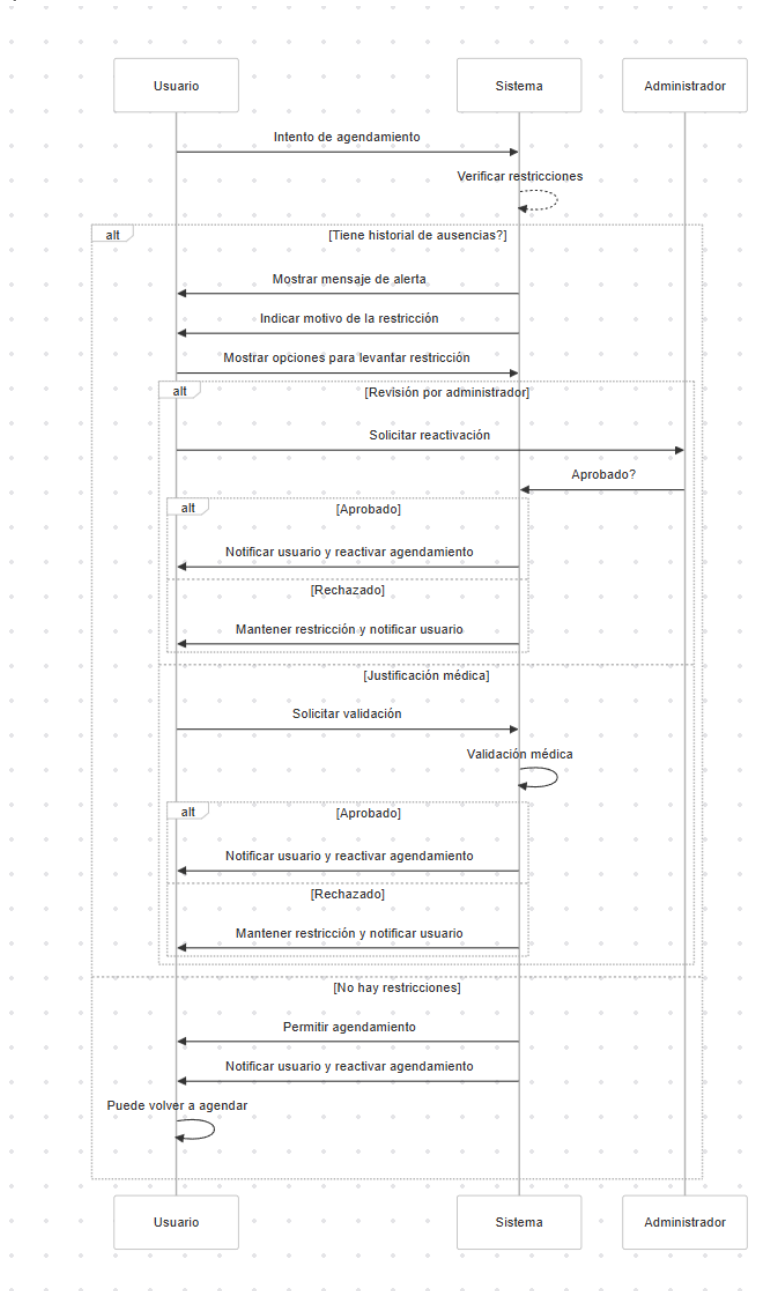 Usuario
Sistema
Administrador
Intento de agendamiento
Verificar restricciones
alt
[Tiene historial de ausencias?]
Mostrar mensaje de alerta
Indicar motivo de la restricción
Mostrar opciones para levantar restricción
alt
[Revisión por administrador]
Solicitar reactivación
Aprobado?
alt
[Aprobado]
Notificar usuario y reactivar agendamiento
[Rechazado]
Mantener restricción y notificar usuario
[Justificación médica]
Solicitar validación
Validación médica
alt
[Aprobado]
Notificar usuario y reactivar agendamiento
[Rechazado]
Mantener restricción y notificar usuario
[No hay restricciones]
Permitir agendamiento
Notificar usuario y reactivar agendamiento
Puede volver a agendar
Usuario
Sistema
Administrador